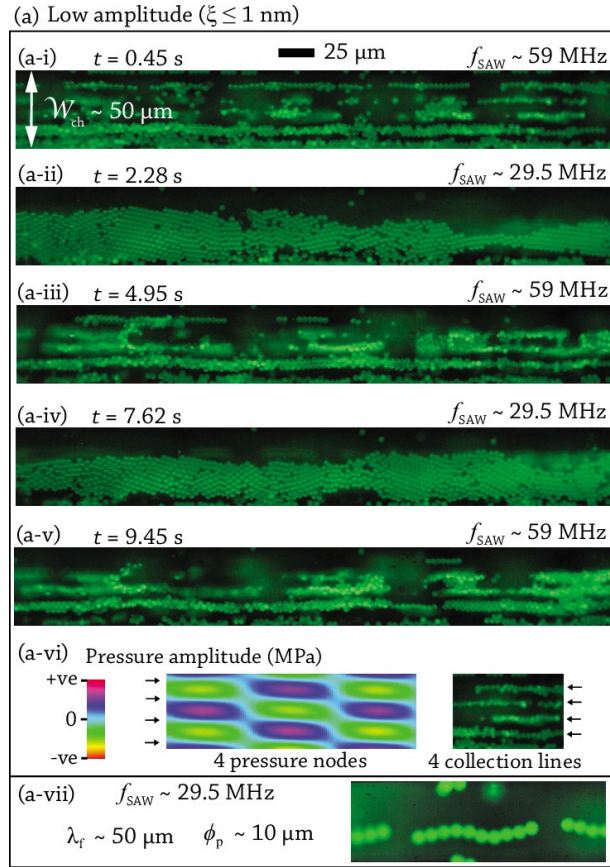 (a) Low amplitude (ξ ≤ 1 nm)
(a-i) t = 0.45 s 25 μm f_SAW ~ 59 MHz
W_ch ~ 50 μm
(a-ii) t = 2.28 s f_SAW ~ 29.5 MHz
(a-iii) t = 4.95 s f_SAW ~ 59 MHz
(a-iv) t = 7.62 s f_SAW ~ 29.5 MHz
(a-v) t = 9.45 s f_SAW ~ 59 MHz
(a-vi) Pressure amplitude (MPa)
+ve
0
-ve
4 pressure nodes 4 collection lines
(a-vii) f_SAW ~ 29.5 MHz
λ_f ~ 50 μm ϕ_p ~ 10 μm